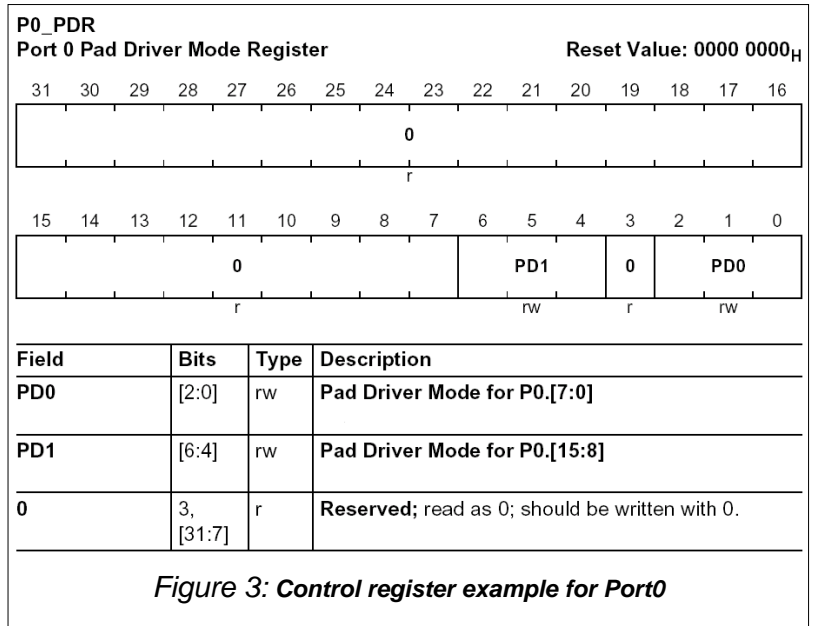 P0_PDR
Port 0 Pad Driver Mode Register Reset Value: 0000 0000H
31 30 29 28 27 26 25 24 23 22 21 20 19 18 17 16
0
r
15 14 13 12 11 10 9 8 7 6 5 4 3 2 1 0
0 PD1 0 PD0
r rw r rw
Field Bits Type Description
PD0 [2:0] rw Pad Driver Mode for P0.[7:0]
PD1 [6:4] rw Pad Driver Mode for P0.[15:8]
0 3, r Reserved; read as 0; should be written with 0.
[31:7]
Figure 3: Control register example for Port0